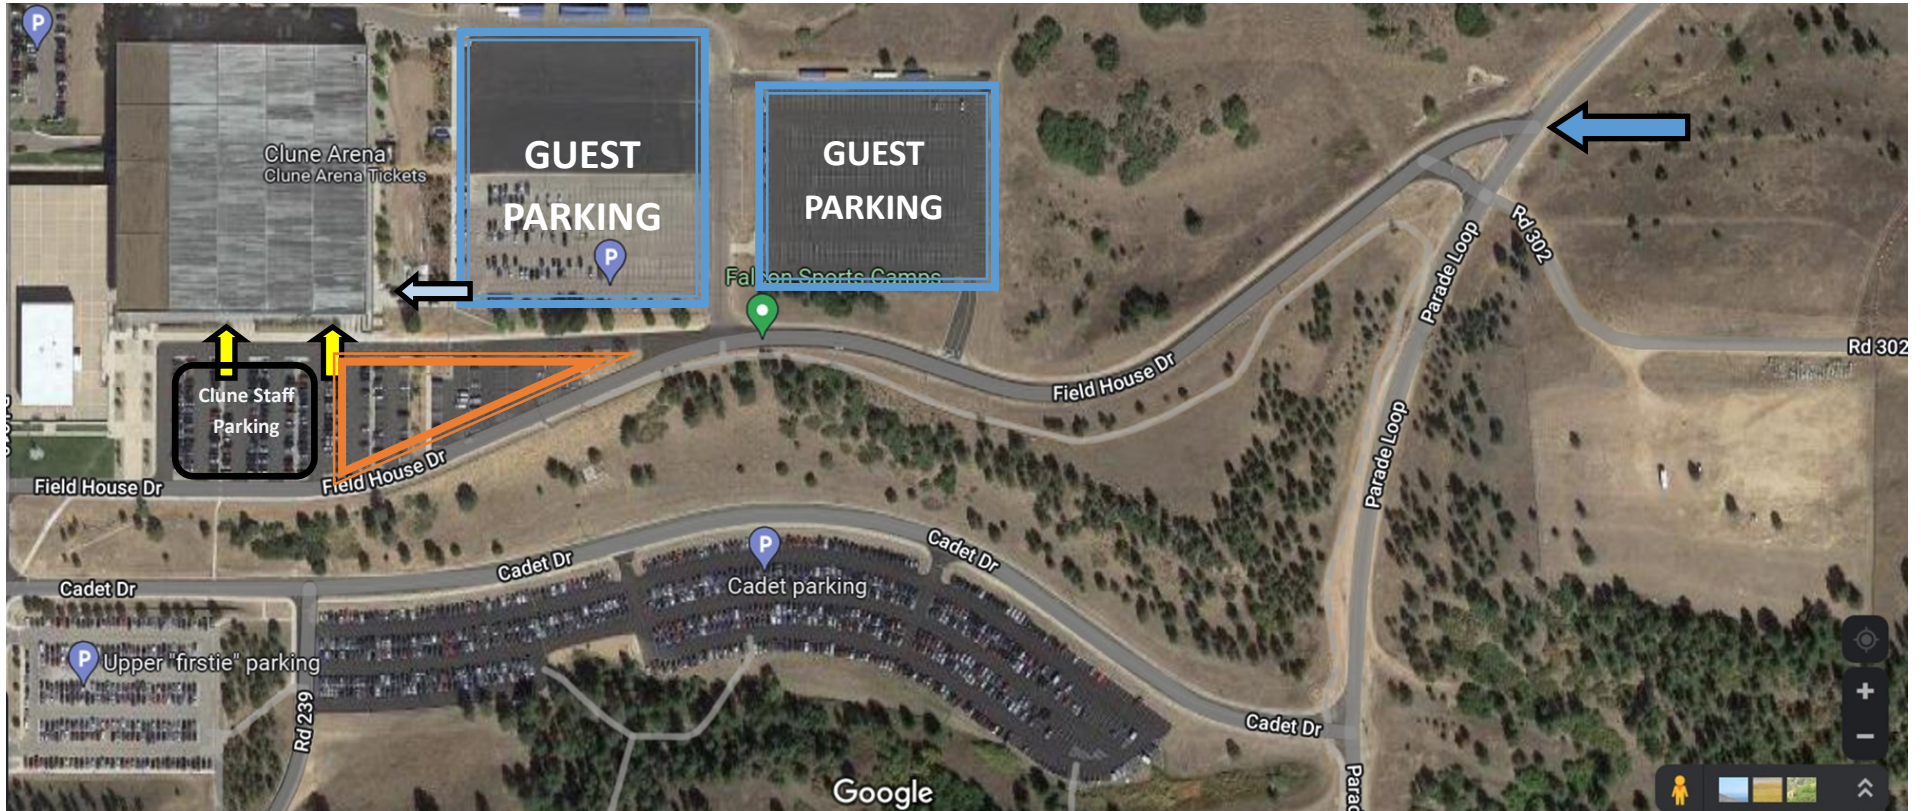 P
Clune Arena
Clune Arena Tickets
GUEST
PARKING
P
GUEST
PARKING
Falcon Sports Camps
Rd 302
Parade Loop
Rd 302
Field House Dr
Clune Staff
Parking
Field House Dr
Field House Dr
Parade Loop
Cadet Dr
Cadet Dr
Cadet Dr
P
Cadet parking
P
Upper "firstie" parking
Rd 239
Cadet Dr
Google
Parad